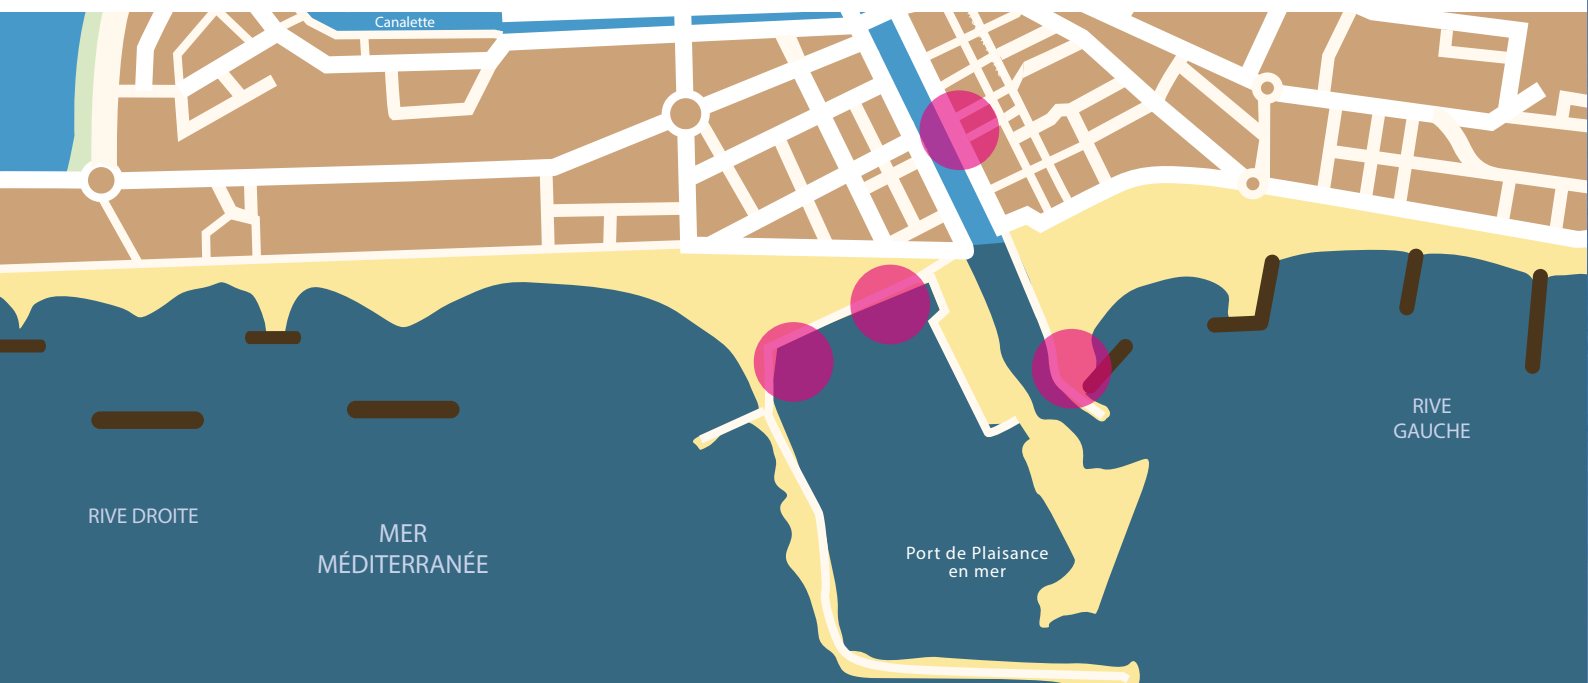 Canalette
RIVE
GAUCHE
RIVE DROITE
MER
MÉDITERRANÉE
Port de Plaisance
en mer